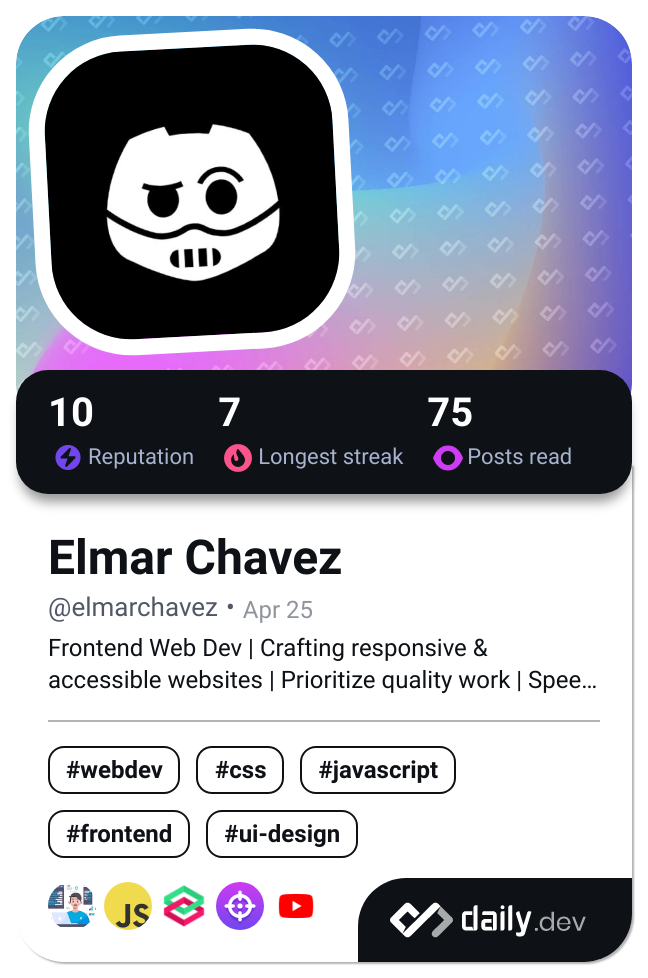 10 7 75
Reputation Longest streak Posts read
Elmar Chavez
@elmarchavez • Apr 25
Frontend Web Dev | Crafting responsive &
accessible websites | Prioritize quality work | Spee...
#webdev #css #javascript
#frontend #ui-design
JS daily.dev